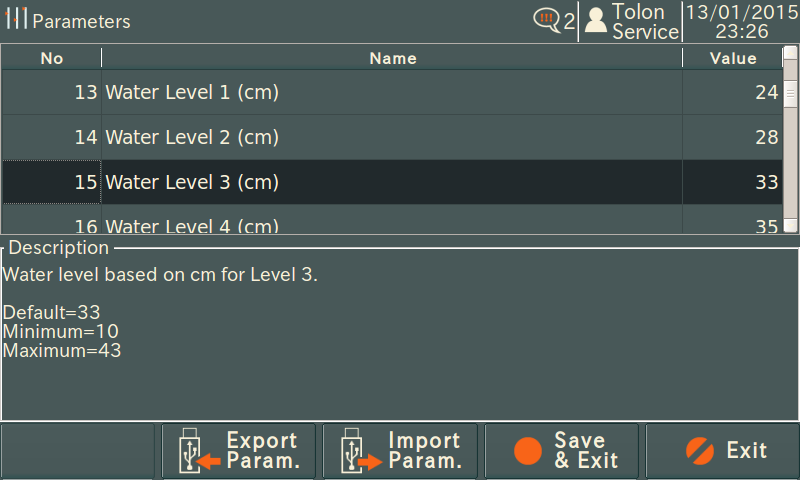 Parameters
!!! 2
Tolon
Service
13/01/2015
23:26
No Name Value
13 Water Level 1 (cm) 24
14 Water Level 2 (cm) 28
15 Water Level 3 (cm) 33
16 Water Level 4 (cm) 35
Description
Water level based on cm for Level 3.
Default=33
Minimum=10
Maximum=43
Export
Param.
Import
Param.
Save
& Exit
Exit